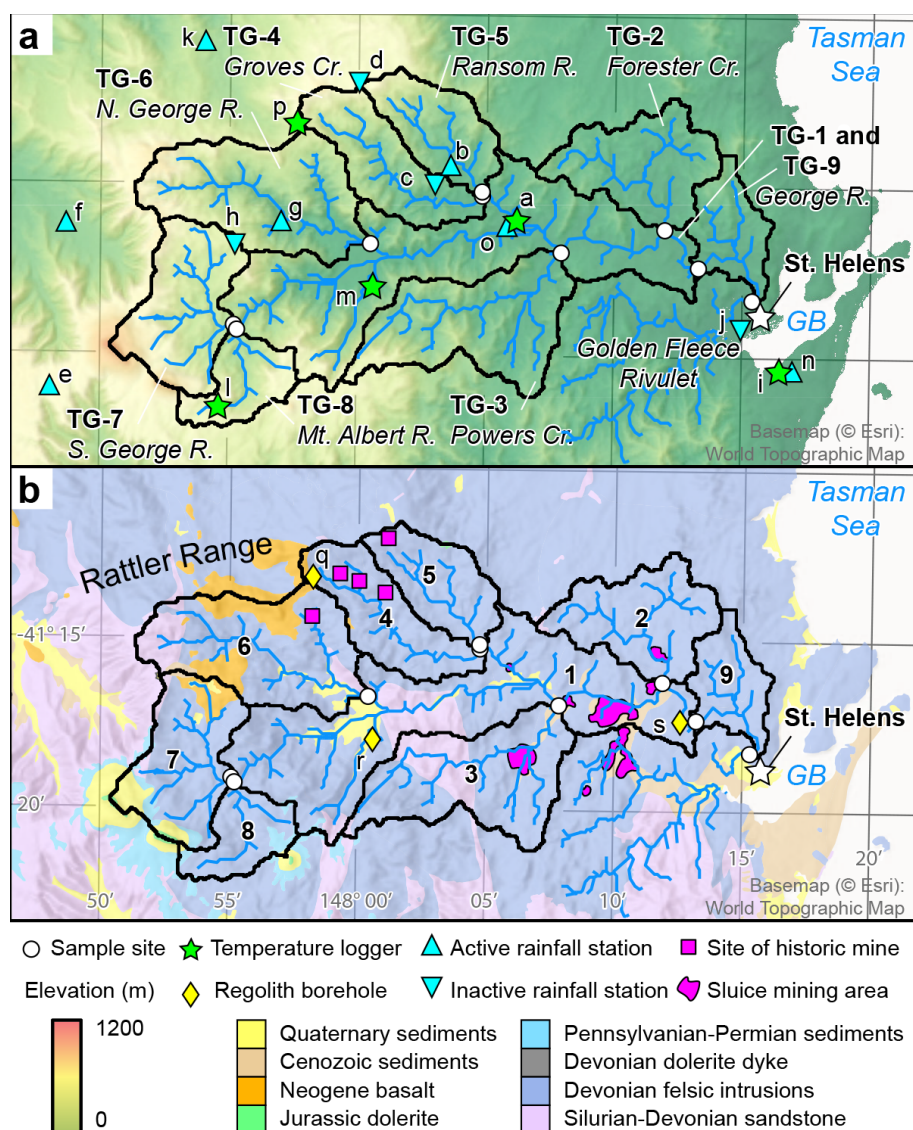 a
k
TG-4
Groves Cr.
d
TG-5
Ransom R.
TG-2
Forester Cr.
Tasman
Sea
TG-6
N. George R.
p
TG-1 and
TG-9
George R.
b
c
a
f
h
g
o
m
St. Helens
j
GB
Golden Fleece
Rivulet
n
i
e
l
TG-7
S. George R.
TG-8
Mt. Albert R.
TG-3
Powers Cr.
Basemap (© Esri):
World Topographic Map
b
Tasman
Sea
Rattler Range
q
5
4
2
-41° 15′
6
1
9
s
St. Helens
r
GB
7
3
20′
8
50′
55′
148° 00′
05′
10′
15′
20′
Basemap (© Esri):
World Topographic Map
Sample site
Temperature logger
Active rainfall station
Site of historic mine
Elevation (m)
Regolith borehole
Inactive rainfall station
Sluice mining area
1200
0
Quaternary sediments
Cenozoic sediments
Neogene basalt
Jurassic dolerite
Pennsylvanian-Permian sediments
Devonian dolerite dyke
Devonian felsic intrusions
Silurian-Devonian sandstone